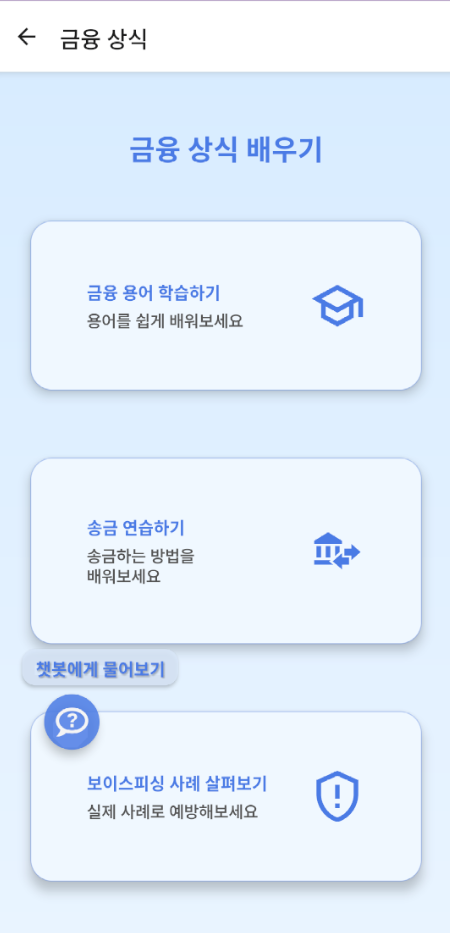 금융 상식
금융 상식 배우기
금융 용어 학습하기
용어를 쉽게 배워보세요
송금 연습하기
송금하는 방법을
배워보세요
챗봇에게 물어보기
?
보이스피싱 사례 살펴보기
실제 사례로 예방해보세요